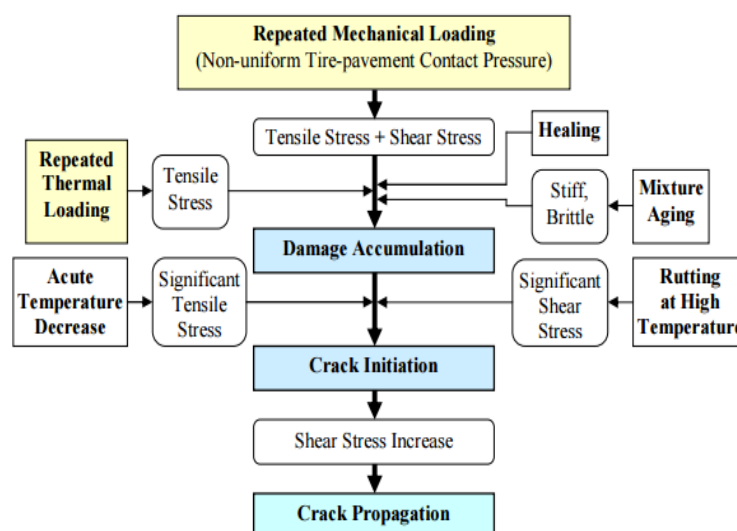 Repeated Mechanical Loading
(Non-uniform Tire-pavement Contact Pressure)
Tensile Stress + Shear Stress
Healing
Repeated
Thermal
Loading
Tensile
Stress
Stiff,
Brittle
Mixture
Aging
Damage Accumulation
Acute
Temperature
Decrease
Significant
Tensile
Stress
Significant
Shear
Stress
Rutting
at High
Temperature
Crack Initiation
Shear Stress Increase
Crack Propagation